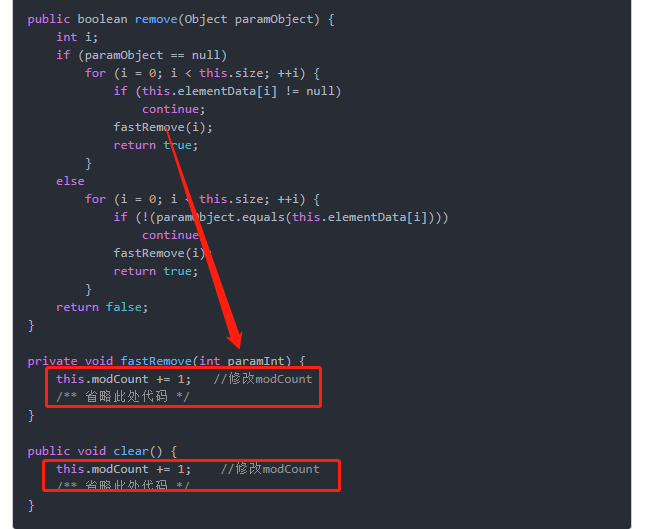 public boolean remove(Object paramObject) {
int i;
if (paramObject == null)
for (i = 0; i < this.size; ++i) {
if (this.elementData[i] != null)
continue;
fastRemove(i);
return true;
}
else
for (i = 0; i < this.size; ++i) {
if (!(paramObject.equals(this.elementData[i])))
continue
fastRemove(i);
return true;
}
return false;
}
private void fastRemove(int paramInt) {
this.modCount += 1; //修改modCount
/** 省略此处代码 */
}
public void clear() {
this.modCount += 1; //修改modCount
/** 省略此处代码 */
}